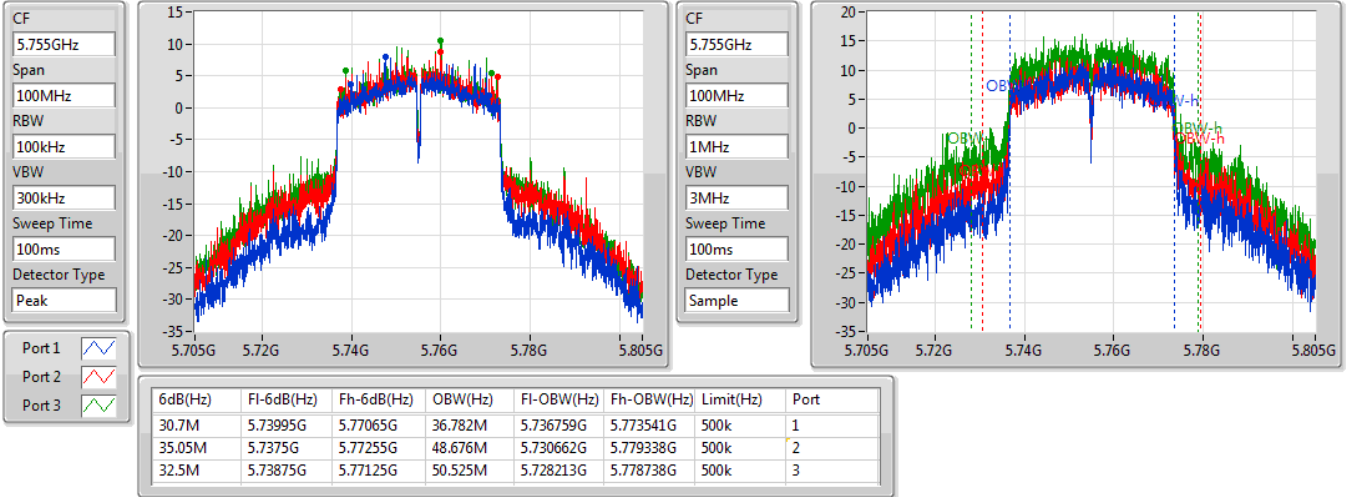 CF
5.755GHz
Span
100MHz
RBW
100kHz
VBW
300kHz
Sweep Time
100ms
Detector Type
Peak
15
10
5
0
-5
-10
-15
-20
-25
-30
-35
5.705G 5.72G 5.74G 5.76G 5.78G 5.805G
CF
5.755GHz
Span
100MHz
RBW
1MHz
VBW
3MHz
Sweep Time
100ms
Detector Type
Sample
20
15
10
5
0
-5
-10
-15
-20
-25
-30
-35
OBW-h
OBW-h
5.705G 5.72G 5.74G 5.76G 5.78G 5.805G
Port 1
Port 2
Port 3
6dB(Hz) Fl-6dB(Hz) Fh-6dB(Hz) OBW(Hz) Fl-OBW(Hz) Fh-OBW(Hz) Limit(Hz) Port
30.7M 5.73995G 5.77065G 36.782M 5.736759G 5.773541G 500k 1
35.05M 5.7375G 5.77255G 48.676M 5.730662G 5.779338G 500k 2
32.5M 5.73875G 5.77125G 50.525M 5.728213G 5.778738G 500k 3